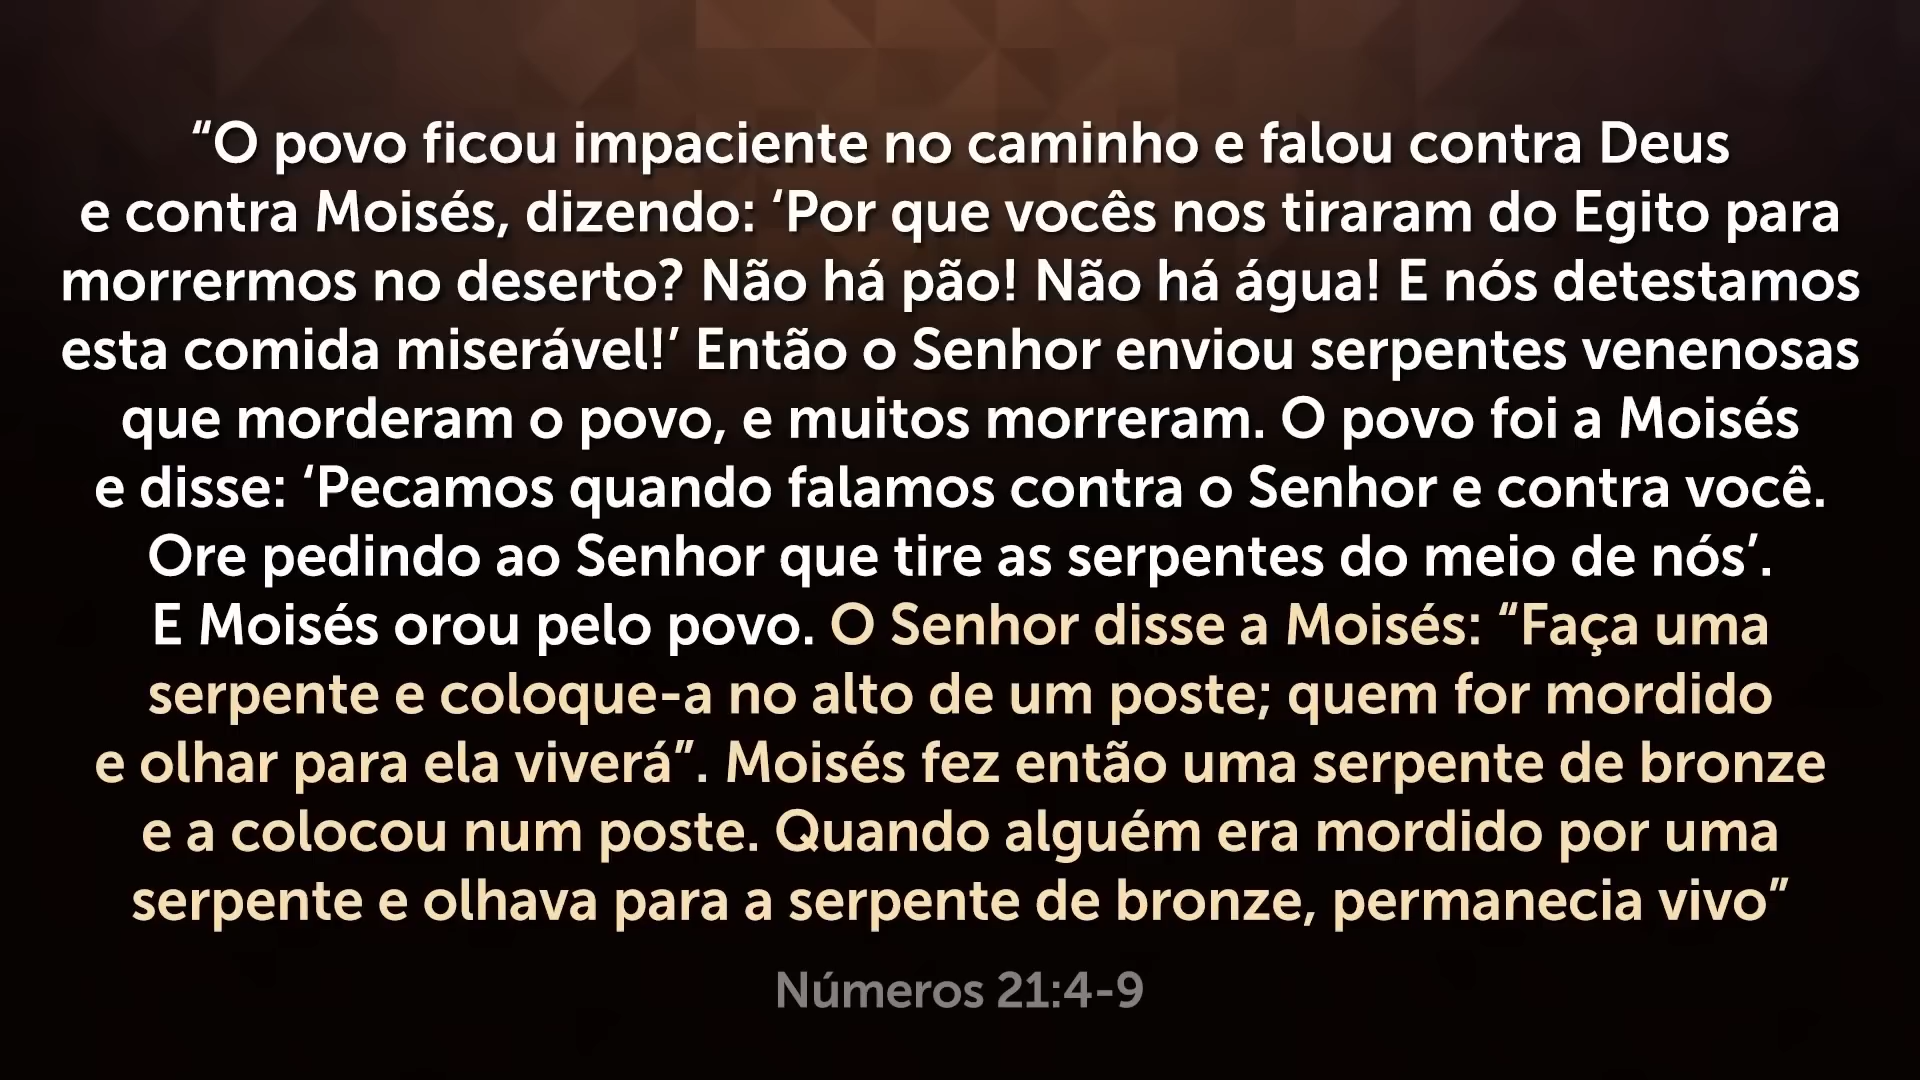 “O povo ficou impaciente no caminho e falou contra Deus
e contra Moisés, dizendo: ‘Por que vocês nos tiraram do Egito para
morrermos no deserto? Não há pão! Não há água! E nós detestamos
esta comida miserável!’ Então o Senhor enviou serpentes venenosas
que morderam o povo, e muitos morreram. O povo foi a Moisés
e disse: ‘Pecamos quando falamos contra o Senhor e contra você.
Ore pedindo ao Senhor que tire as serpentes do meio de nós’.
E Moisés orou pelo povo. O Senhor disse a Moisés: “Faça uma
serpente e coloque-a no alto de um poste; quem for mordido
e olhar para ela viverá”. Moisés fez então uma serpente de bronze
e a colocou num poste. Quando alguém era mordido por uma
serpente e olhava para a serpente de bronze, permanecia vivo”
Números 21:4-9